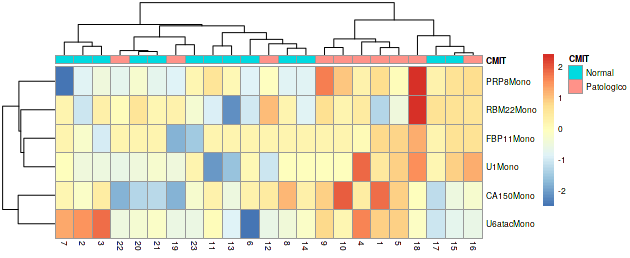 CMIT
CMIT
Normal
Patologico
PRP8Mono
RBM22Mono
FBP11Mono
U1Mono
CA150Mono
U6atacMono
2
1
0
-1
-2
7 2 3 22 20 21 19 23 11 13 6 12 8 14 9 10 4 1 5 18 17 15 16